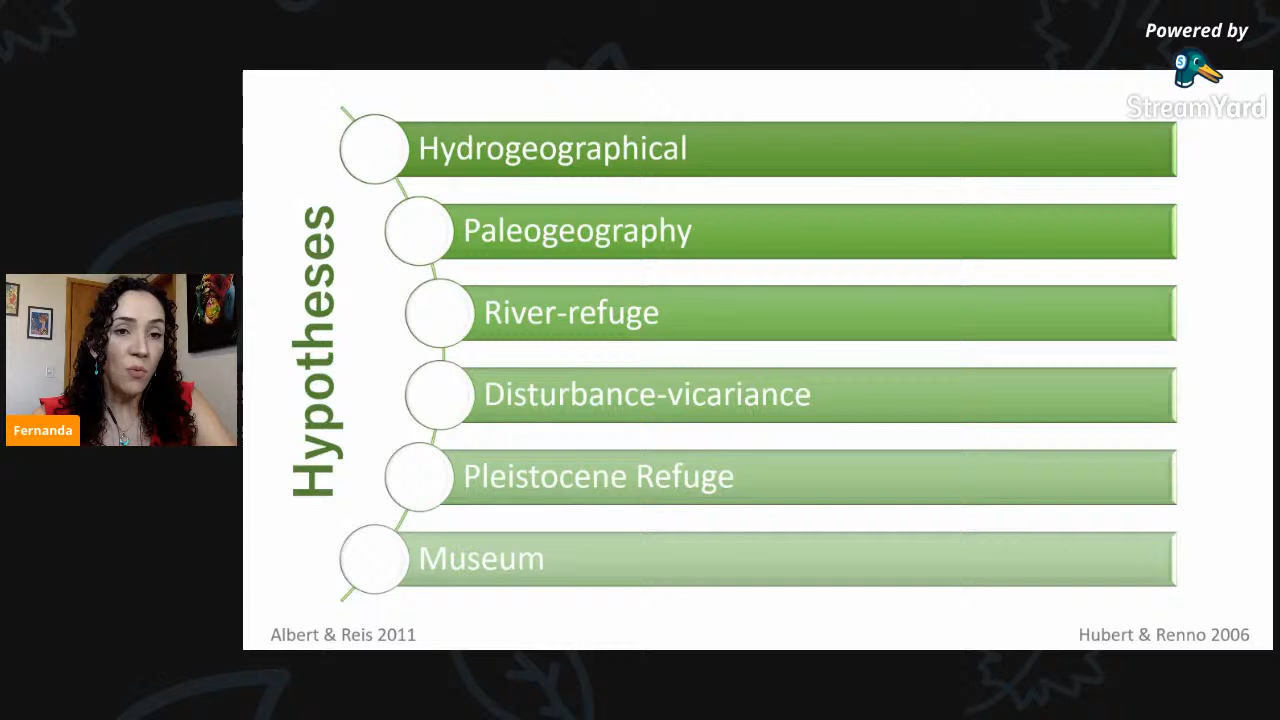 Powered by
StreamYard
Hypotheses
Hydrogeographical
Paleogeography
River-refuge
Disturbance-vicariance
Pleistocene Refuge
Museum
Fernanda
Albert & Reis 2011
Hubert & Renno 2006